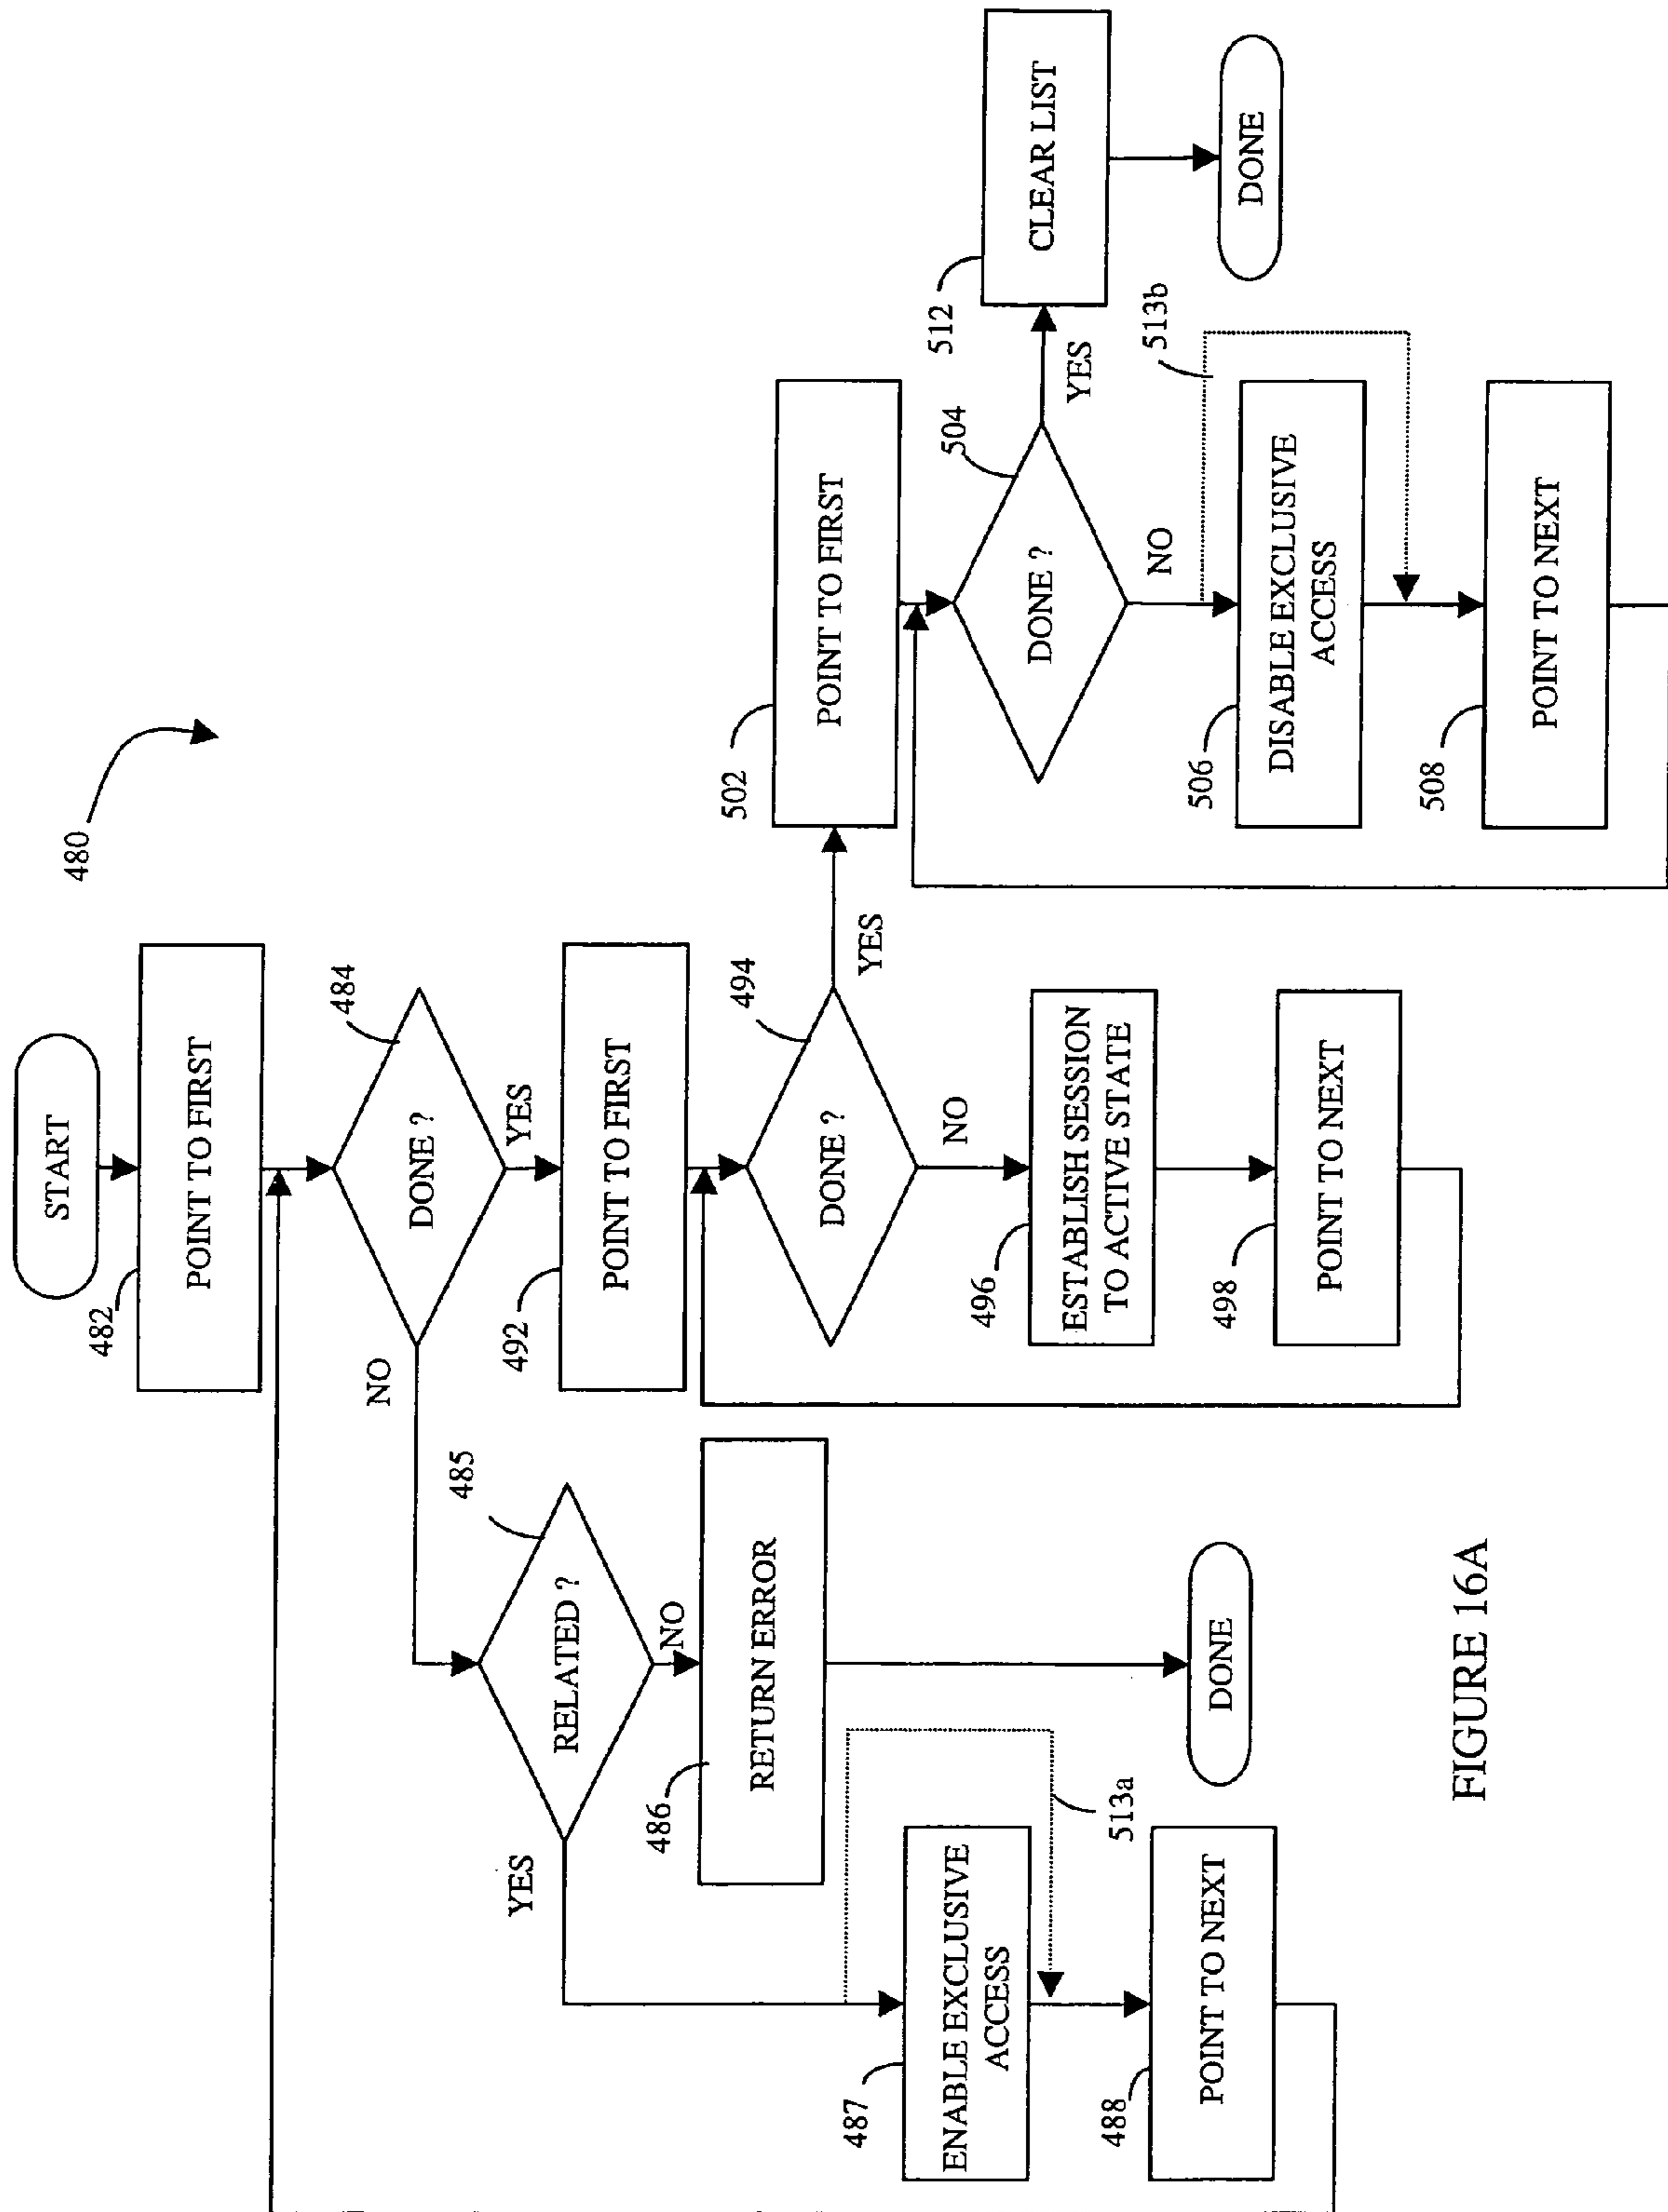 480
START
482
POINT TO FIRST
484
DONE ?
NO
YES
485
RELATED ?
YES
NO
486
RETURN ERROR
DONE
487
ENABLE EXCLUSIVE
ACCESS
513a
488
POINT TO NEXT
492
POINT TO FIRST
494
DONE ?
YES
NO
496
ESTABLISH SESSION
TO ACTIVE STATE
498
POINT TO NEXT
502
POINT TO FIRST
504
DONE ?
YES
NO
512
CLEAR LIST
DONE
513b
506
DISABLE EXCLUSIVE
ACCESS
508
POINT TO NEXT
FIGURE 16A